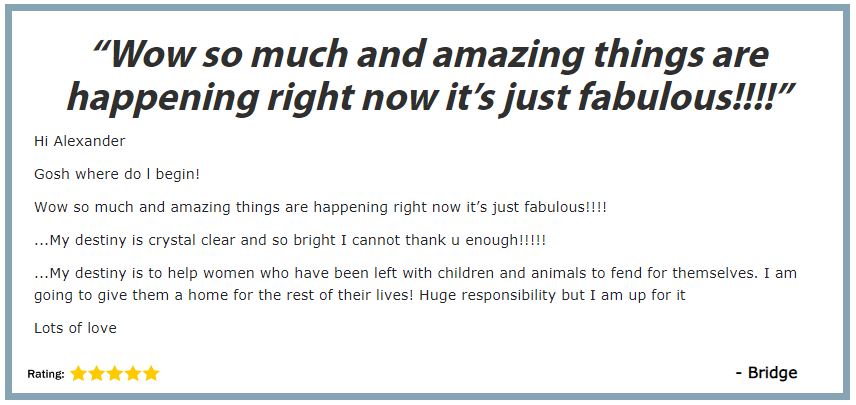 “Wow so much and amazing things are
happening right now it’s just fabulous!!!!”
Hi Alexander
Gosh where do l begin!
Wow so much and amazing things are happening right now it’s just fabulous!!!!
...My destiny is crystal clear and so bright I cannot thank u enough!!!!!
...My destiny is to help women who have been left with children and animals to fend for themselves. I am
going to give them a home for the rest of their lives! Huge responsibility but I am up for it
Lots of love
Rating:
- Bridge